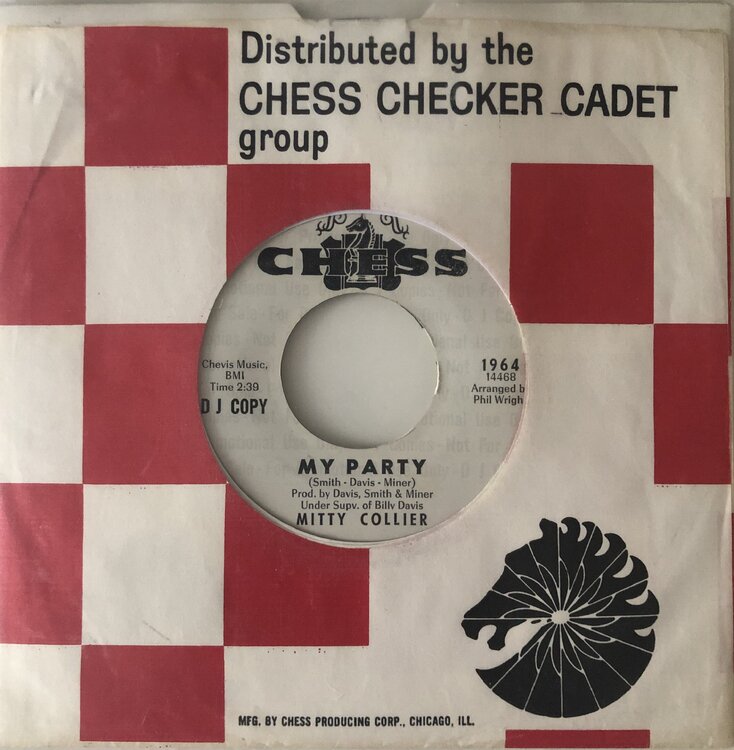 Distributed by the
CHESS CHECKER CADET
group
CHESS
Chevis Music,
BMI
Time 2:39
D J COPY
1964
14468
Arranged b
Phil Wrigh
MY PARTY
(Smith - Davis - Miner)
Prod. by Davis, Smith & Miner
Under Supv. of Billy Davis
MITTY COLLIER
MFG. BY CHESS PRODUCING CORP., CHICAGO, ILL.